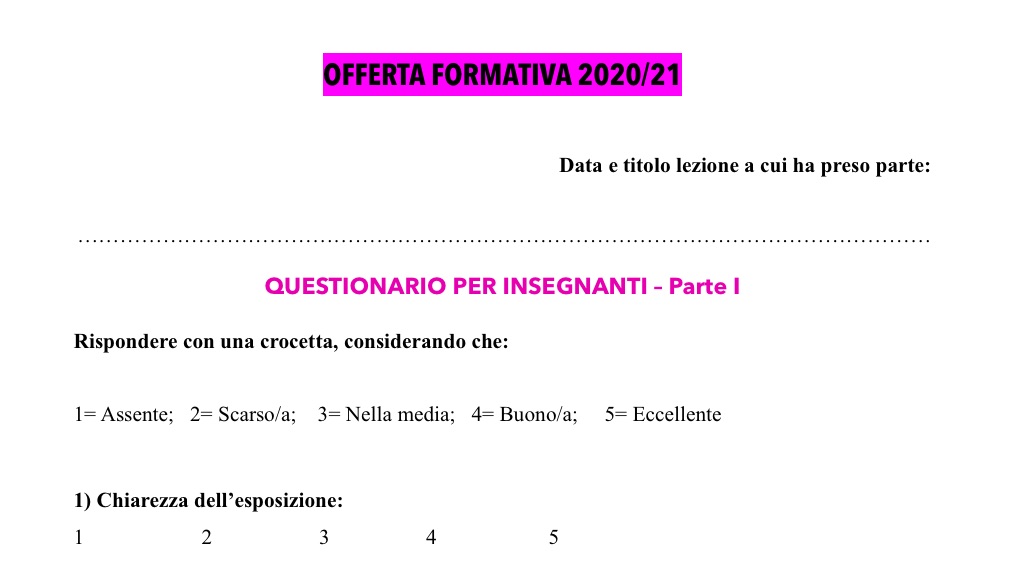 OFFERTA FORMATIVA 2020/21
Data e titolo lezione a cui ha preso parte:
…………………………………………………………………………………………………………
QUESTIONARIO PER INSEGNANTI – Parte I
Rispondere con una crocetta, considerando che:
1= Assente; 2= Scarso/a; 3= Nella media; 4= Buono/a; 5= Eccellente
1) Chiarezza dell’esposizione:
1 2 3 4 5